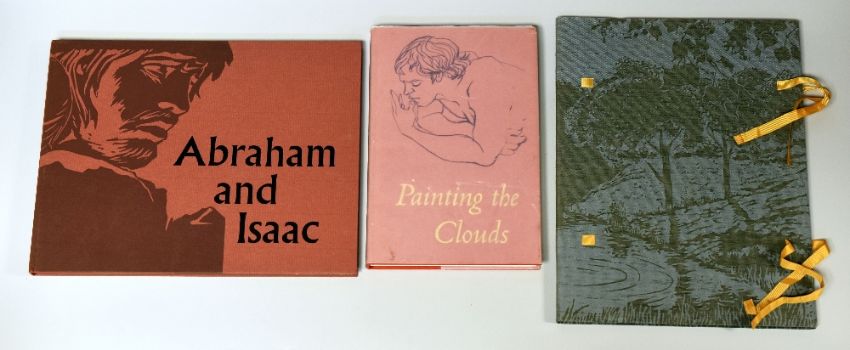 Abraham
and
Isaac
Painting the
Clouds